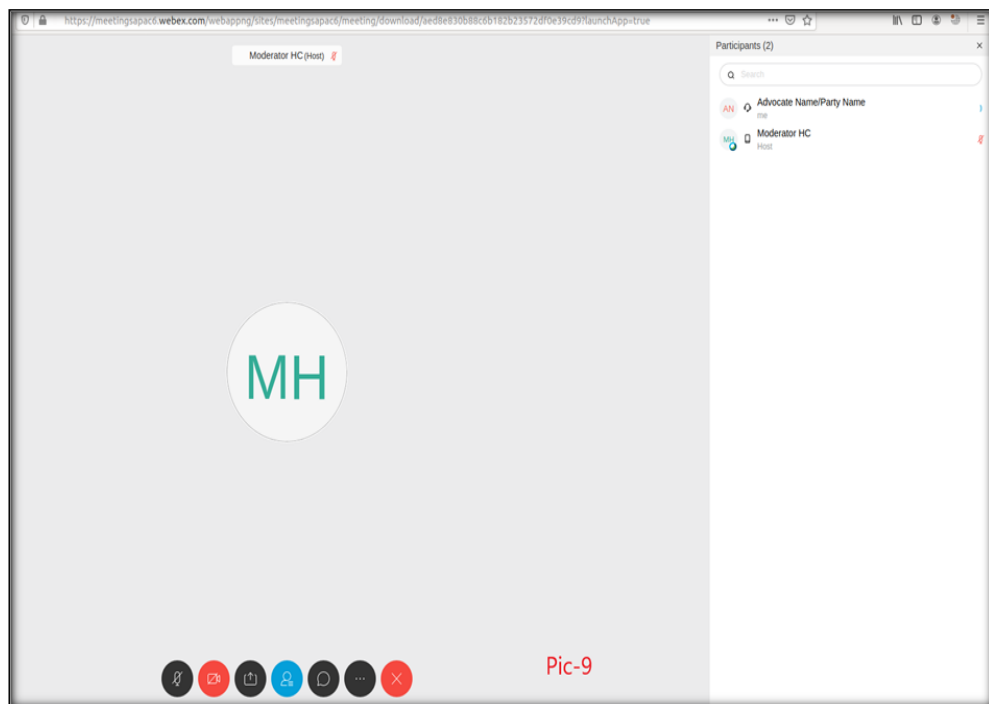 https://meetingsapac6.webex.com/webappng/sites/meetingsapac6/meeting/download/aed8e830b88c6b182b23572df0e39cd9?launchApp=true
Moderator HC (Host)
Participants (2)
Search
AN
Advocate Name/Party Name
me
MH
Moderator HC
Host
MH
Pic-9